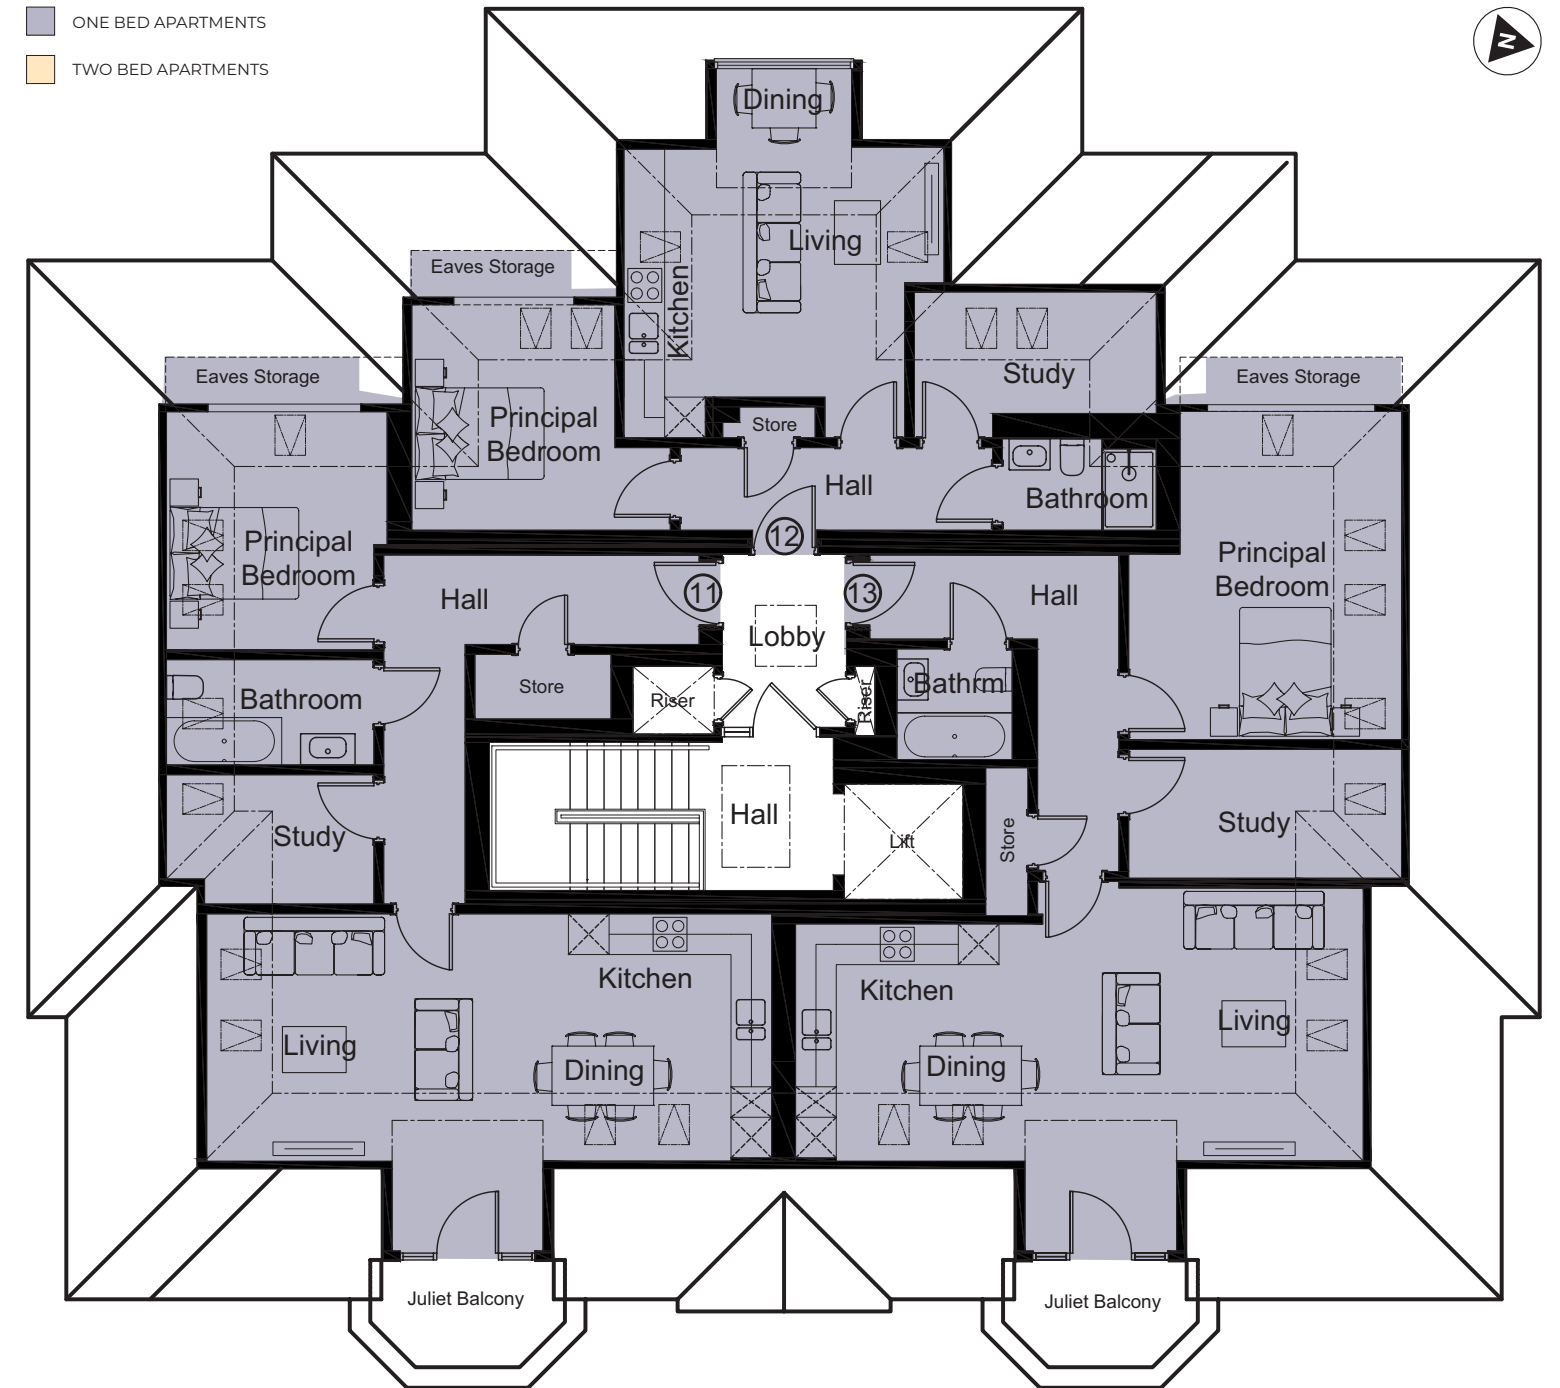 ONE BED APARTMENTS
TWO BED APARTMENTS
N
Dining
Living
Kitchen
Eaves Storage
Eaves Storage
Eaves Storage
Study
Store
Principal
Bedroom
Hall
Bathroom
12
Principal
Bedroom
Hall
11
13
Hall
Principal
Bedroom
Lobby
Store
Riser
Riser
Bathrm
Bathroom
Study
Hall
Lift
Store
Study
Kitchen
Kitchen
Living
Dining
Dining
Living
Juliet Balcony
Juliet Balcony